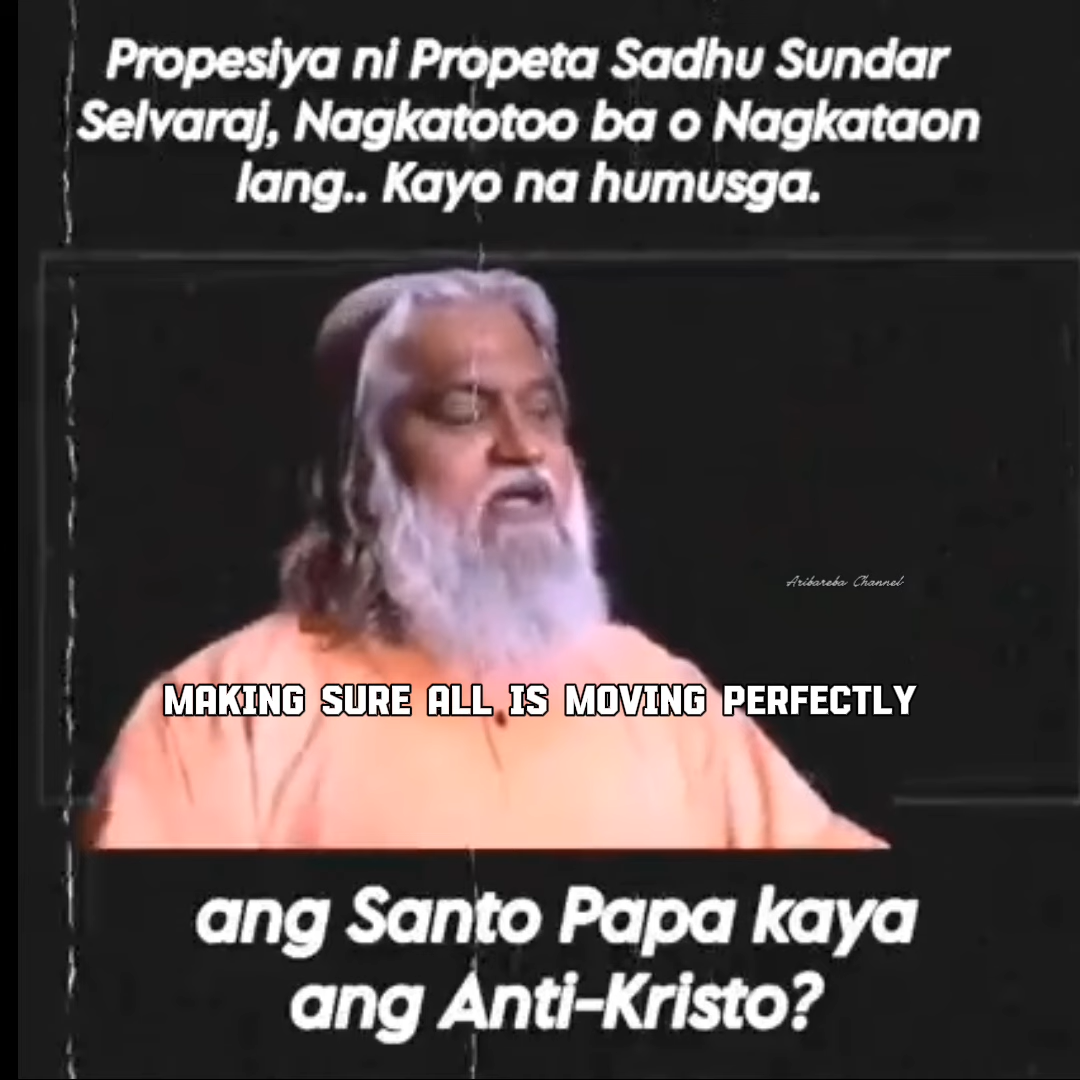 Propesiya ni Propeta Sadhu Sundar
Selvaraj, Nagkatotoo ba o Nagkataon
lang.. Kayo na humusga.
Aribareba Channel
MAKING SURE ALL IS MOVING PERFECTLY
ang Santo Papa kaya
ang Anti-Kristo?